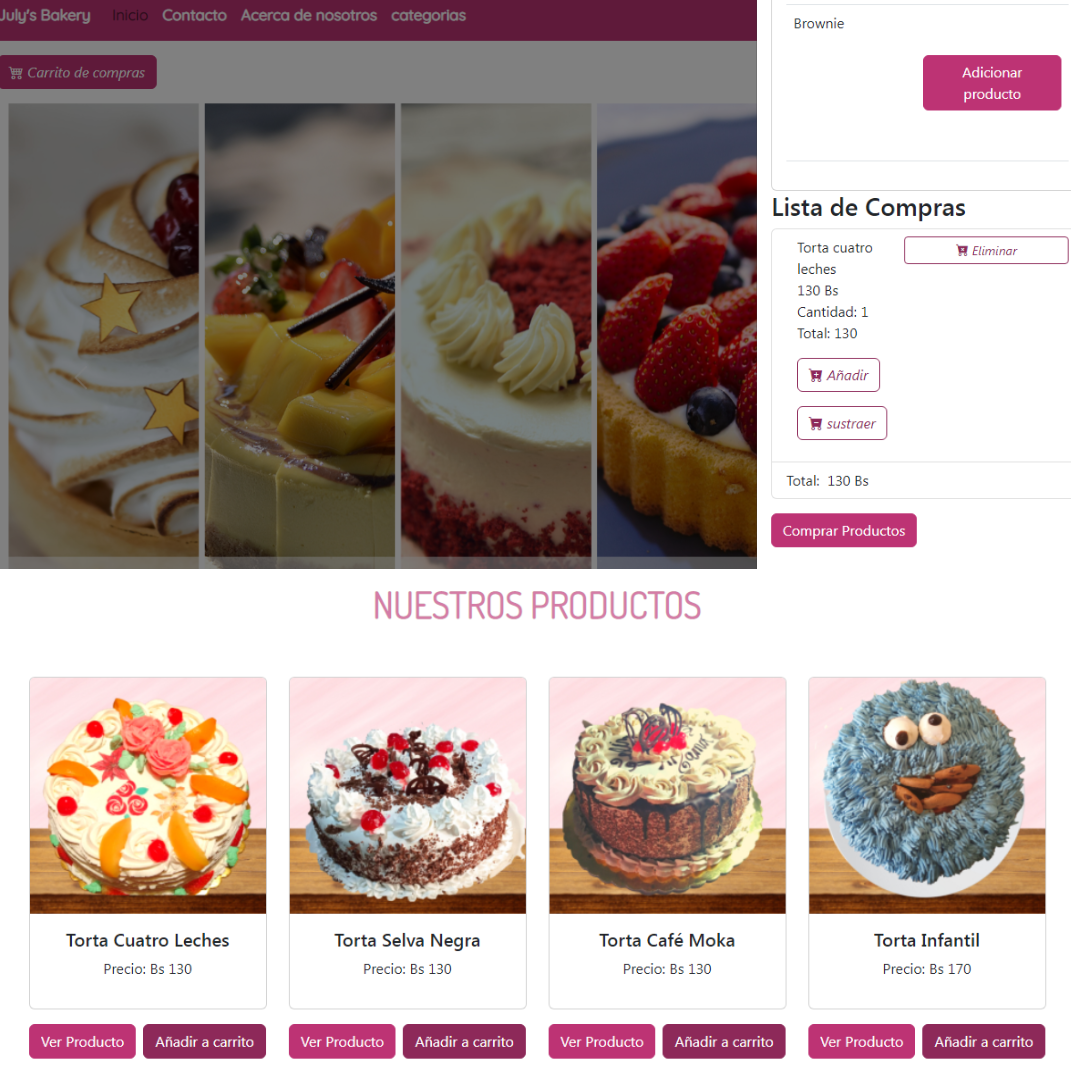 July's Bakery Inicio Contacto Acerca de nosotros categorias
Carrito de compras
Brownie
Adicionar
producto
Lista de Compras
Torta cuatro
leches
130 Bs
Cantidad: 1
Total: 130
Eliminar
Añadir
sustraer
Total: 130 Bs
Comprar Productos
NUESTROS PRODUCTOS
Torta Cuatro Leches
Precio: Bs 130
Ver Producto Añadir a carrito
Torta Selva Negra
Precio: Bs 130
Ver Producto Añadir a carrito
Torta Café Moka
Precio: Bs 130
Ver Producto Añadir a carrito
Torta Infantil
Precio: Bs 170
Ver Producto Añadir a carrito